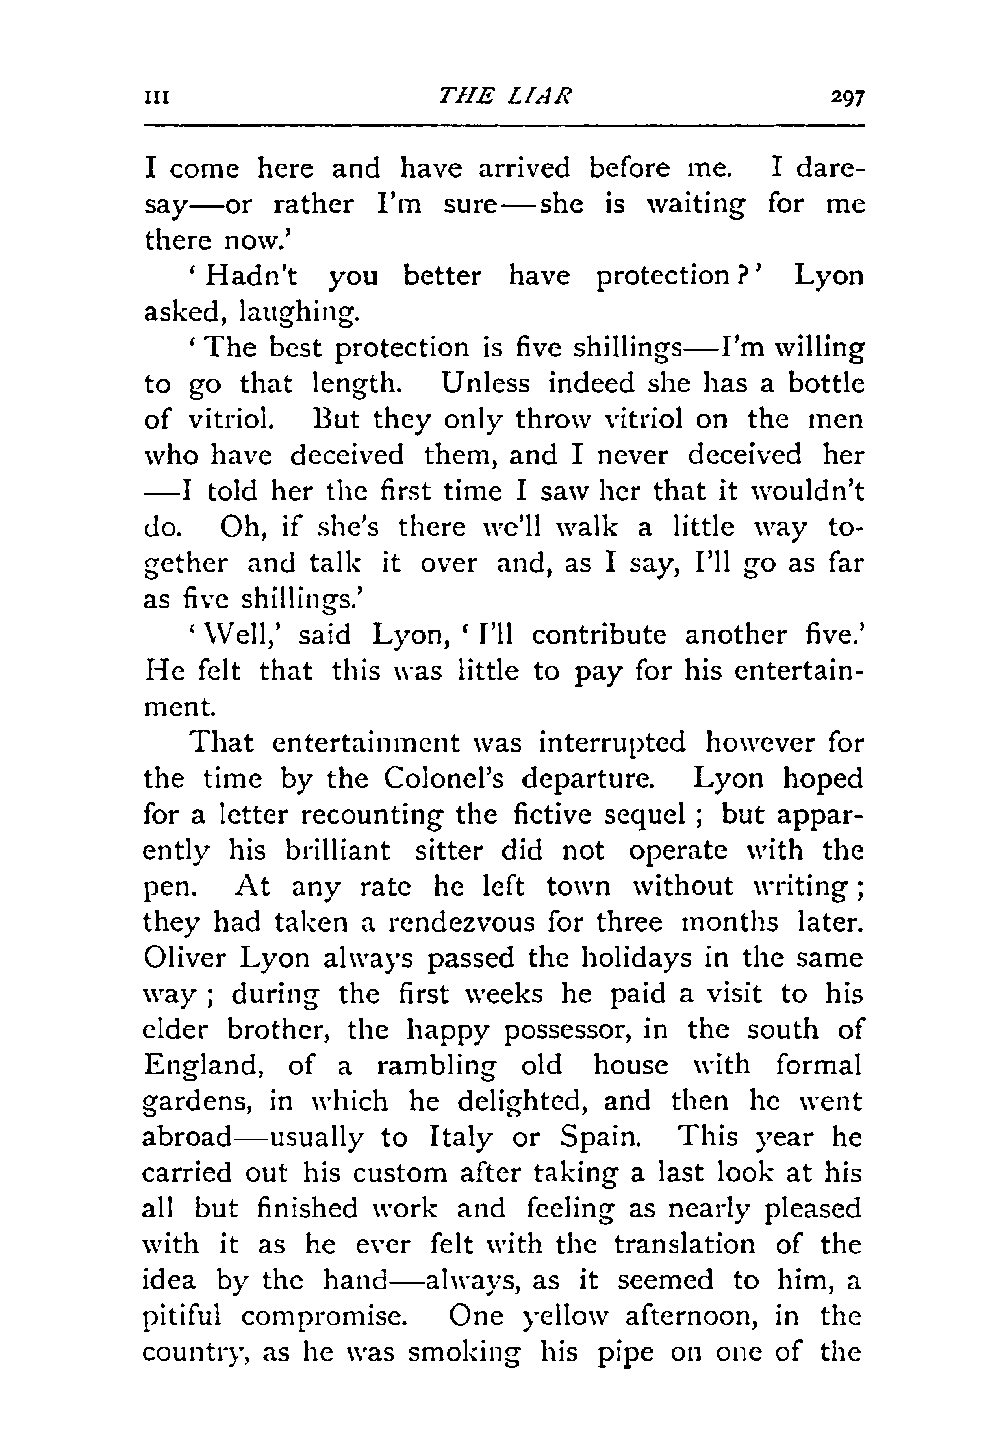 III THE LIAR 297
I come here and have arrived before me. I dare-
say—or rather I'm sure—she is waiting for me
there now.'
'Hadn't you better have protection?' Lyon
asked, laughing.
'The best protection is five shillings—I'm willing
to go that length. Unless indeed she has a bottle
of vitriol. But they only throw vitriol on the men
who have deceived them, and I never deceived her
—I told her the first time I saw her that it wouldn't
do. Oh, if she's there we'll walk a little way to-
gether and talk it over and, as I say, I'll go as far
as five shillings.'
'Well,' said Lyon, 'I'll contribute another five.'
He felt that this was little to pay for his entertain-
ment.
That entertainment was interrupted however for
the time by the Colonel's departure. Lyon hoped
for a letter recounting the fictive sequel; but appar-
ently his brilliant sitter did not operate with the
pen. At any rate he left town without writing;
they had taken a rendezvous for three months later.
Oliver Lyon always passed the holidays in the same
way; during the first weeks he paid a visit to his
elder brother, the happy possessor, in the south of
England, of a rambling old house with formal
gardens, in which he delighted, and then he went
abroad—usually to Italy or Spain. This year he
carried out his custom after taking a last look at his
all but finished work and feeling as nearly pleased
with it as he ever felt with the translation of the
idea by the hand—always, as it seemed to him, a
pitiful compromise. One yellow afternoon, in the
country, as he was smoking his pipe on one of the